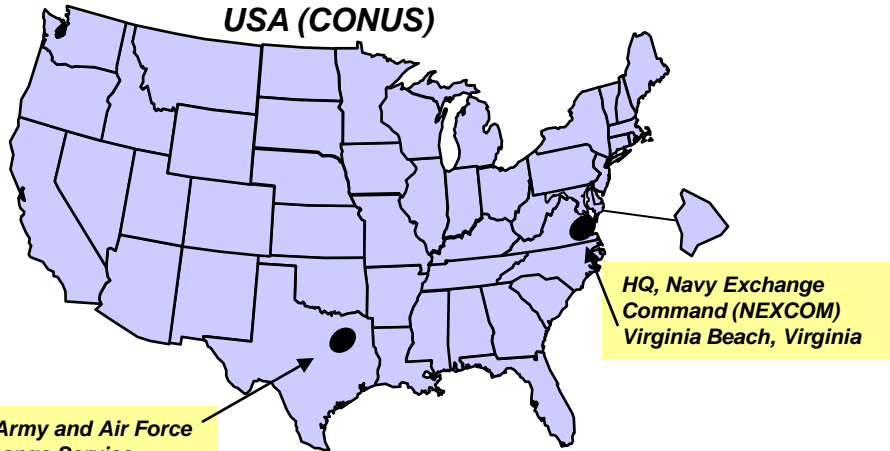 USA (CONUS)
HQ, Navy Exchange
Command (NEXCOM)
Virginia Beach, Virginia
Army and Air Force